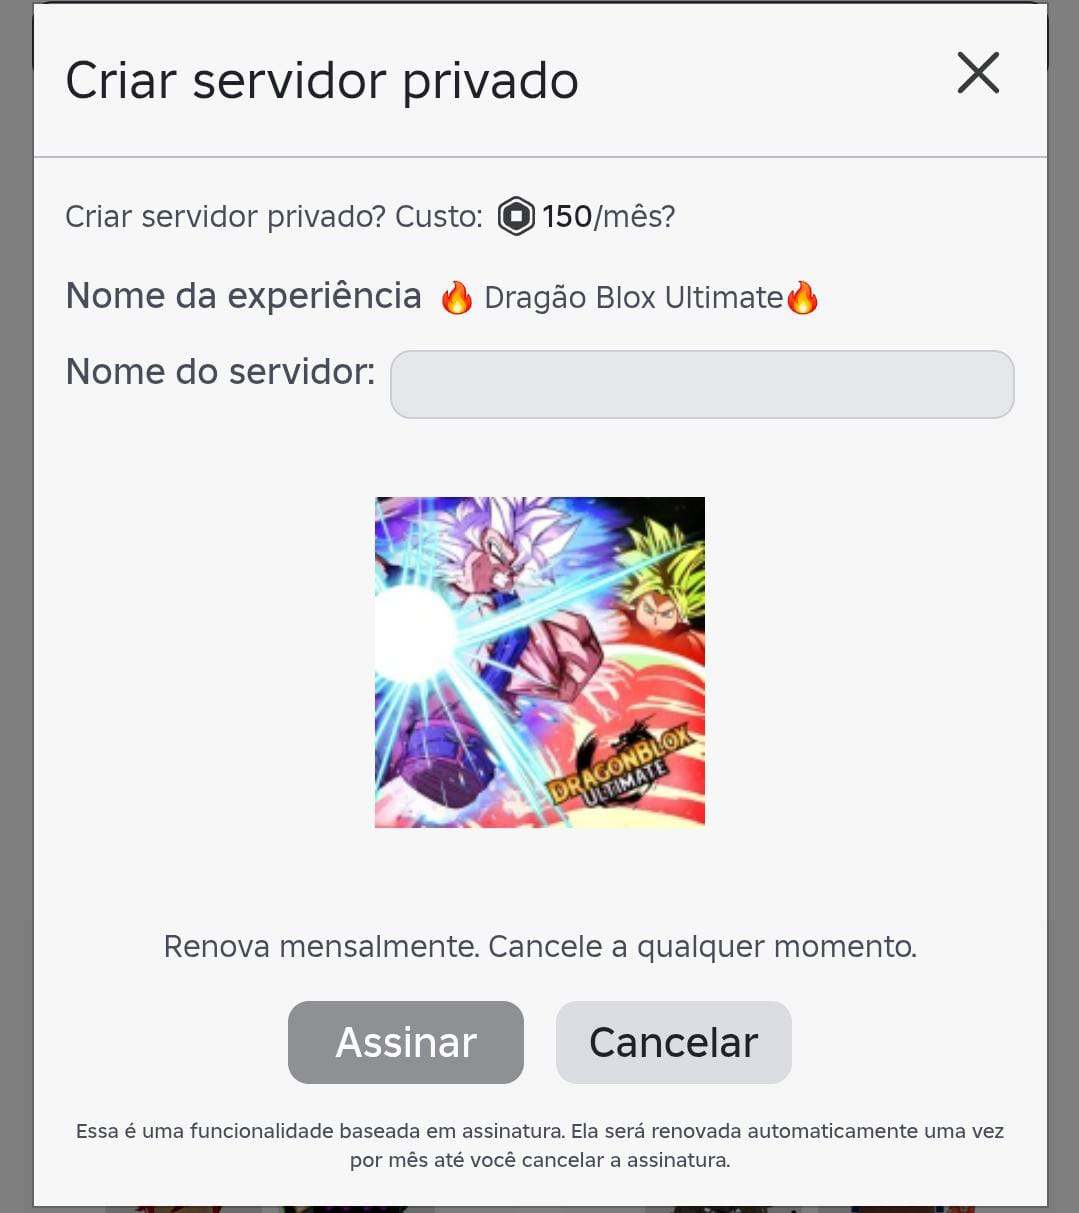 Criar servidor privado
Criar servidor privado? Custo: 150/mês?
Nome da experiência 🔥 Dragão Blox Ultimate🔥
Nome do servidor:
DRAGONBLOX
ULTIMATE
Renova mensalmente. Cancele a qualquer momento.
Assinar Cancelar
Essa é uma funcionalidade baseada em assinatura. Ela será renovada automaticamente uma vez
por mês até você cancelar a assinatura.